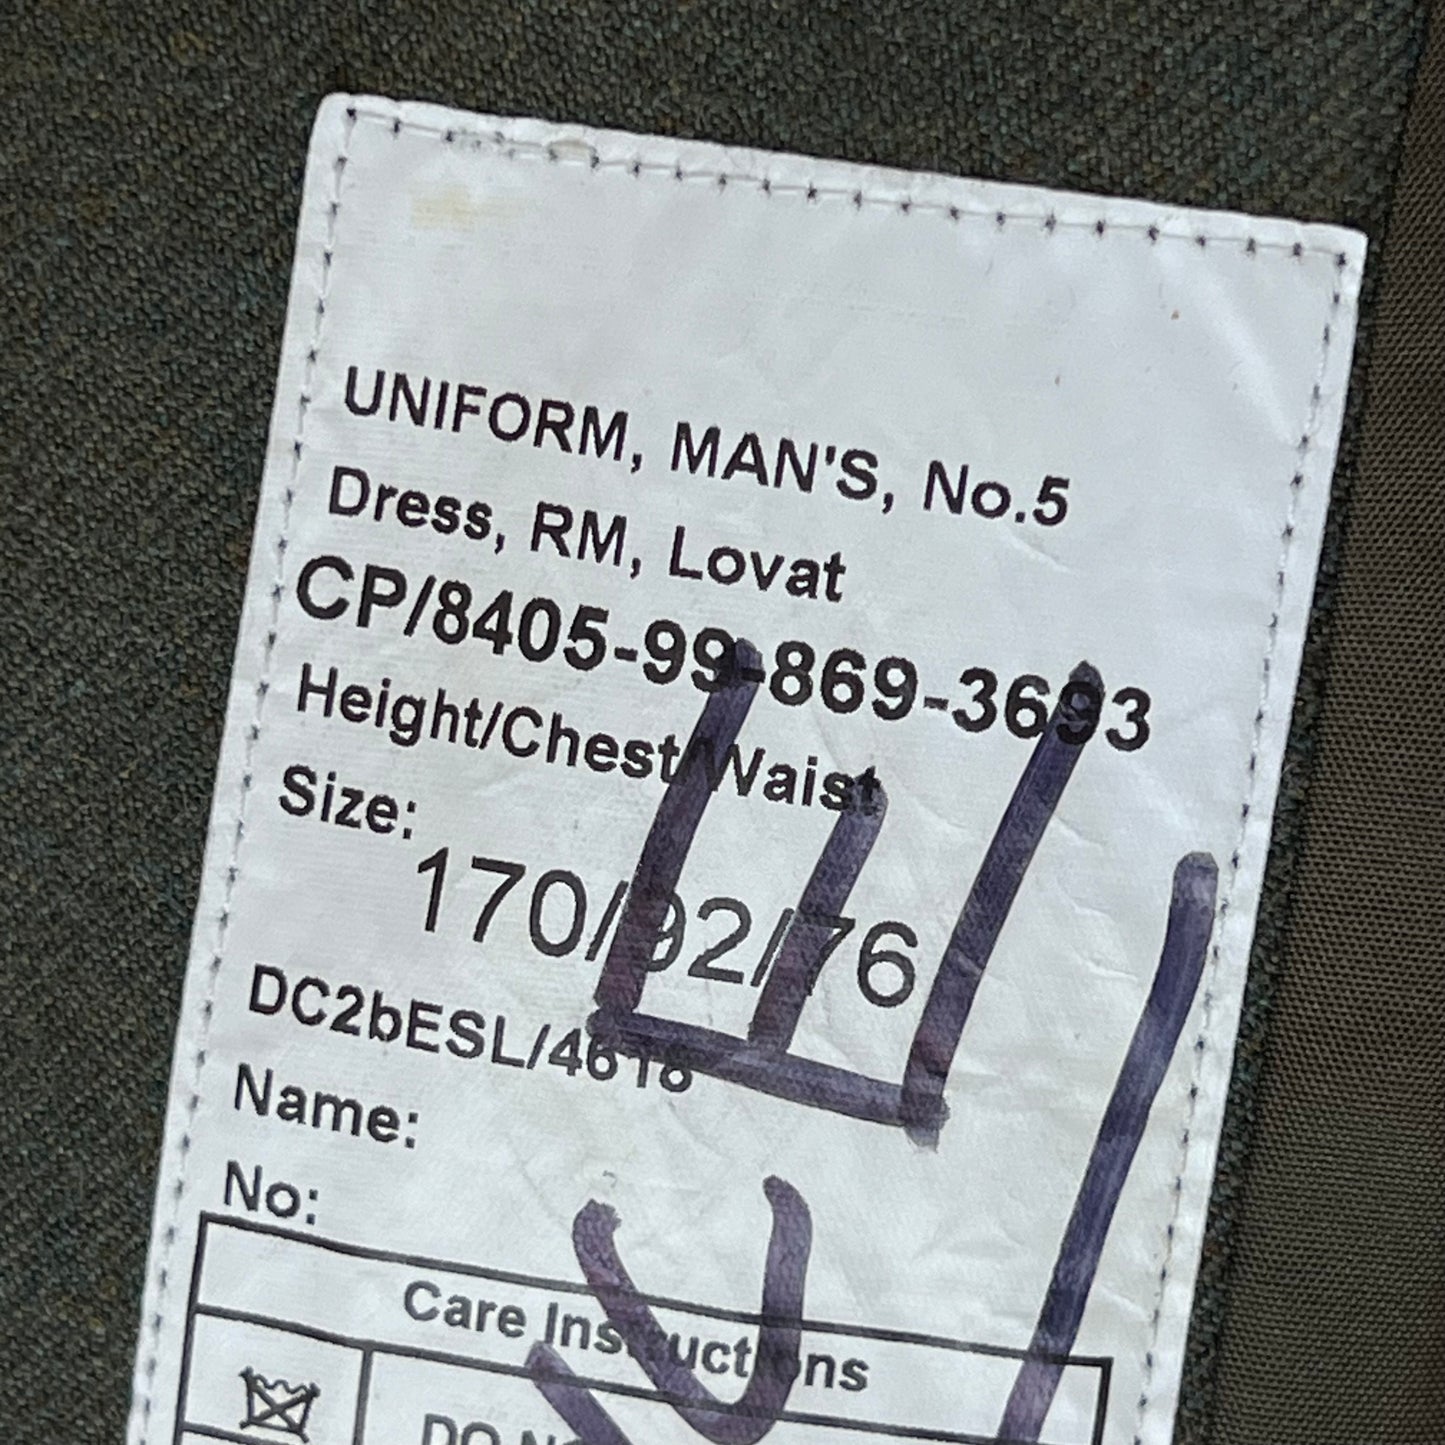 UNIFORM, MAN'S, No.5
Dress, RM, Lovat
CP/8405-99-869-3693
Height/Chest/Waist
Size:
170/92/76
DC2bESL/4618
Name:
No:
Care Instructions
DO